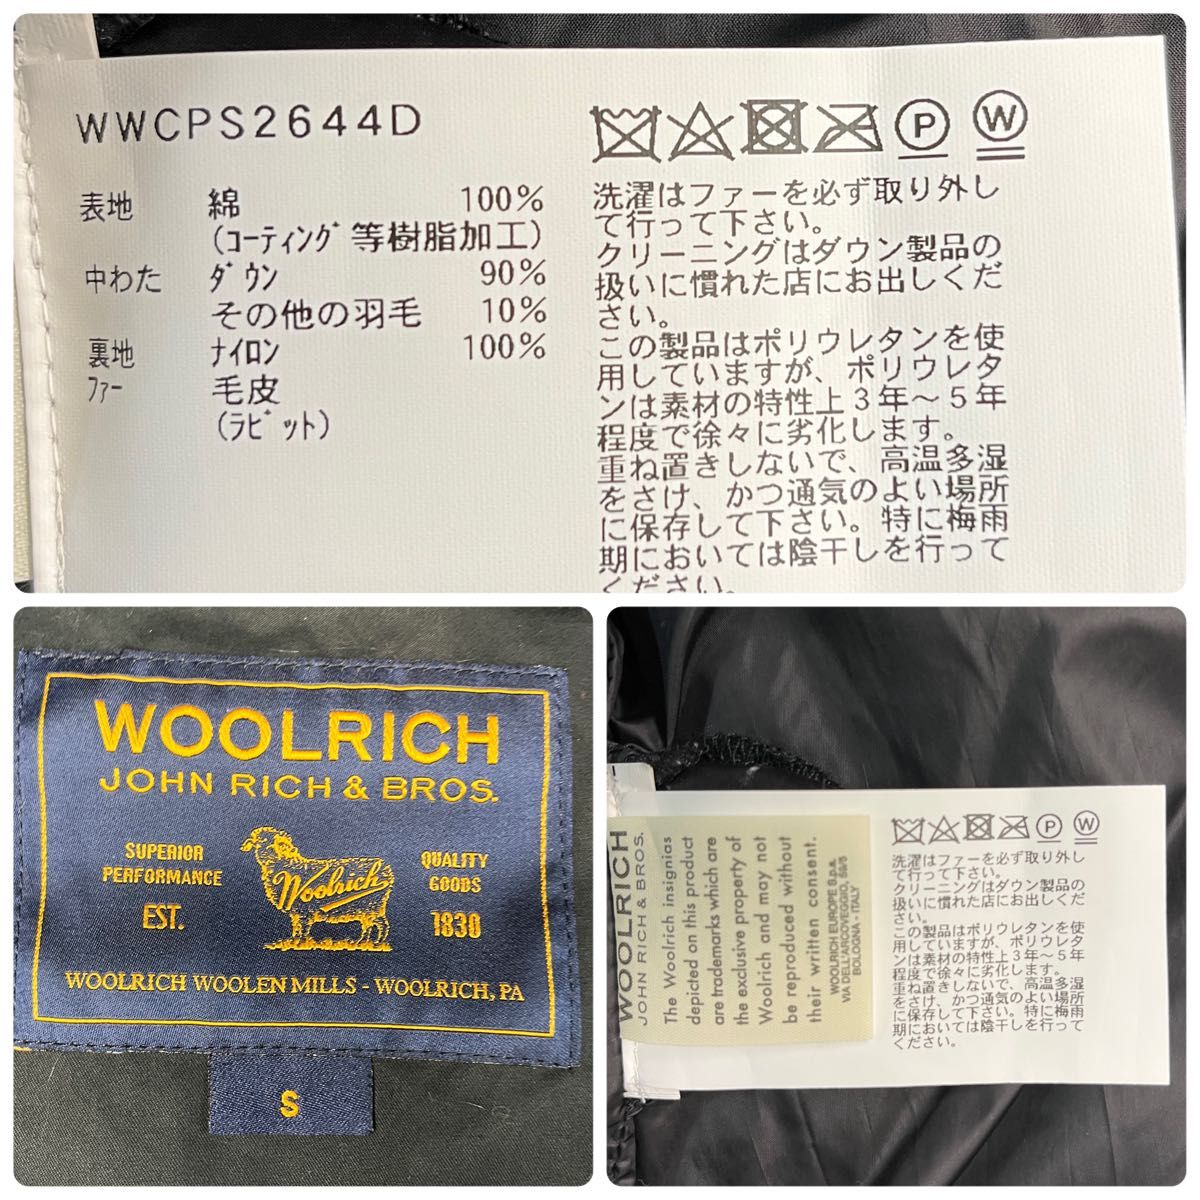 WWCPS2644D
表地 綿 100%
(ｺｰﾃｨﾝｸﾞ等樹脂加工)
中わた ﾀﾞｳﾝ 90%
その他の羽毛 10%
裏地 ﾅｲﾛﾝ 100%
ﾌｧｰ 毛皮
(ﾗﾋﾞｯﾄ)
P W
洗濯はファーを必ず取り外し
て行って下さい。
クリーニングはダウン製品の
扱いに慣れた店にお出しくだ
さい。
この製品はポリウレタンを使
用していますが、ポリウレタ
ンは素材の特性上３年～５年
程度で徐々に劣化します。
重ね置きしないで、高温多湿
をさけ、かつ通気のよい場所
に保存して下さい。特に梅雨
期においては陰干しを行って
ください。
WOOLRICH
JOHN RICH & BROS.
SUPERIOR
PERFORMANCE
EST.
Woolrich
QUALITY
GOODS
1830
WOOLRICH WOOLEN MILLS - WOOLRICH, PA
S
WOOLRICH
JOHN RICH & BROS.
The Woolrich insignias
depicted on this product
are trademarks which are
the exclusive property of
Woolrich and may not
be reproduced without
their written consent.
WOOLRICH EUROPE S.p.a.
VIA DELL'ARCOVEGGIO, 59/5
BOLOGNA - ITALY
P W
洗濯はファーを必ず取り外し
て行って下さい。
クリーニングはダウン製品の
扱いに慣れた店にお出しくだ
さい。
この製品はポリウレタンを使
用していますが、ポリウレタ
ンは素材の特性上３年～５年
程度で徐々に劣化します。
重ね置きしないで、高温多湿
をさけ、かつ通気のよい場所
に保存して下さい。特に梅雨
期においては陰干しを行って
ください。